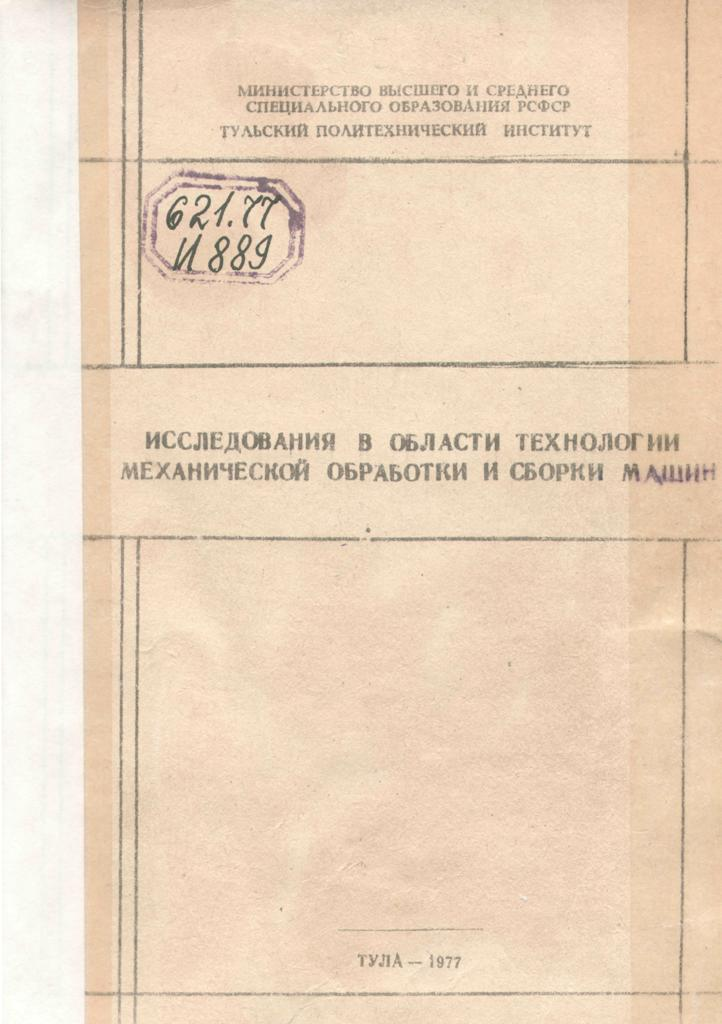 МИНИСТЕРСТВО ВЫСШЕГО И СРЕДНЕГО
СПЕЦИАЛЬНОГО ОБРАЗОВАНИЯ РСФСР
ТУЛЬСКИЙ ПОЛИТЕХНИЧЕСКИЙ ИНСТИТУТ
621.77
И 889
ИССЛЕДОВАНИЯ В ОБЛАСТИ ТЕХНОЛОГИИ
МЕХАНИЧЕСКОЙ ОБРАБОТКИ И СБОРКИ МАШИН
ТУЛА — 1977